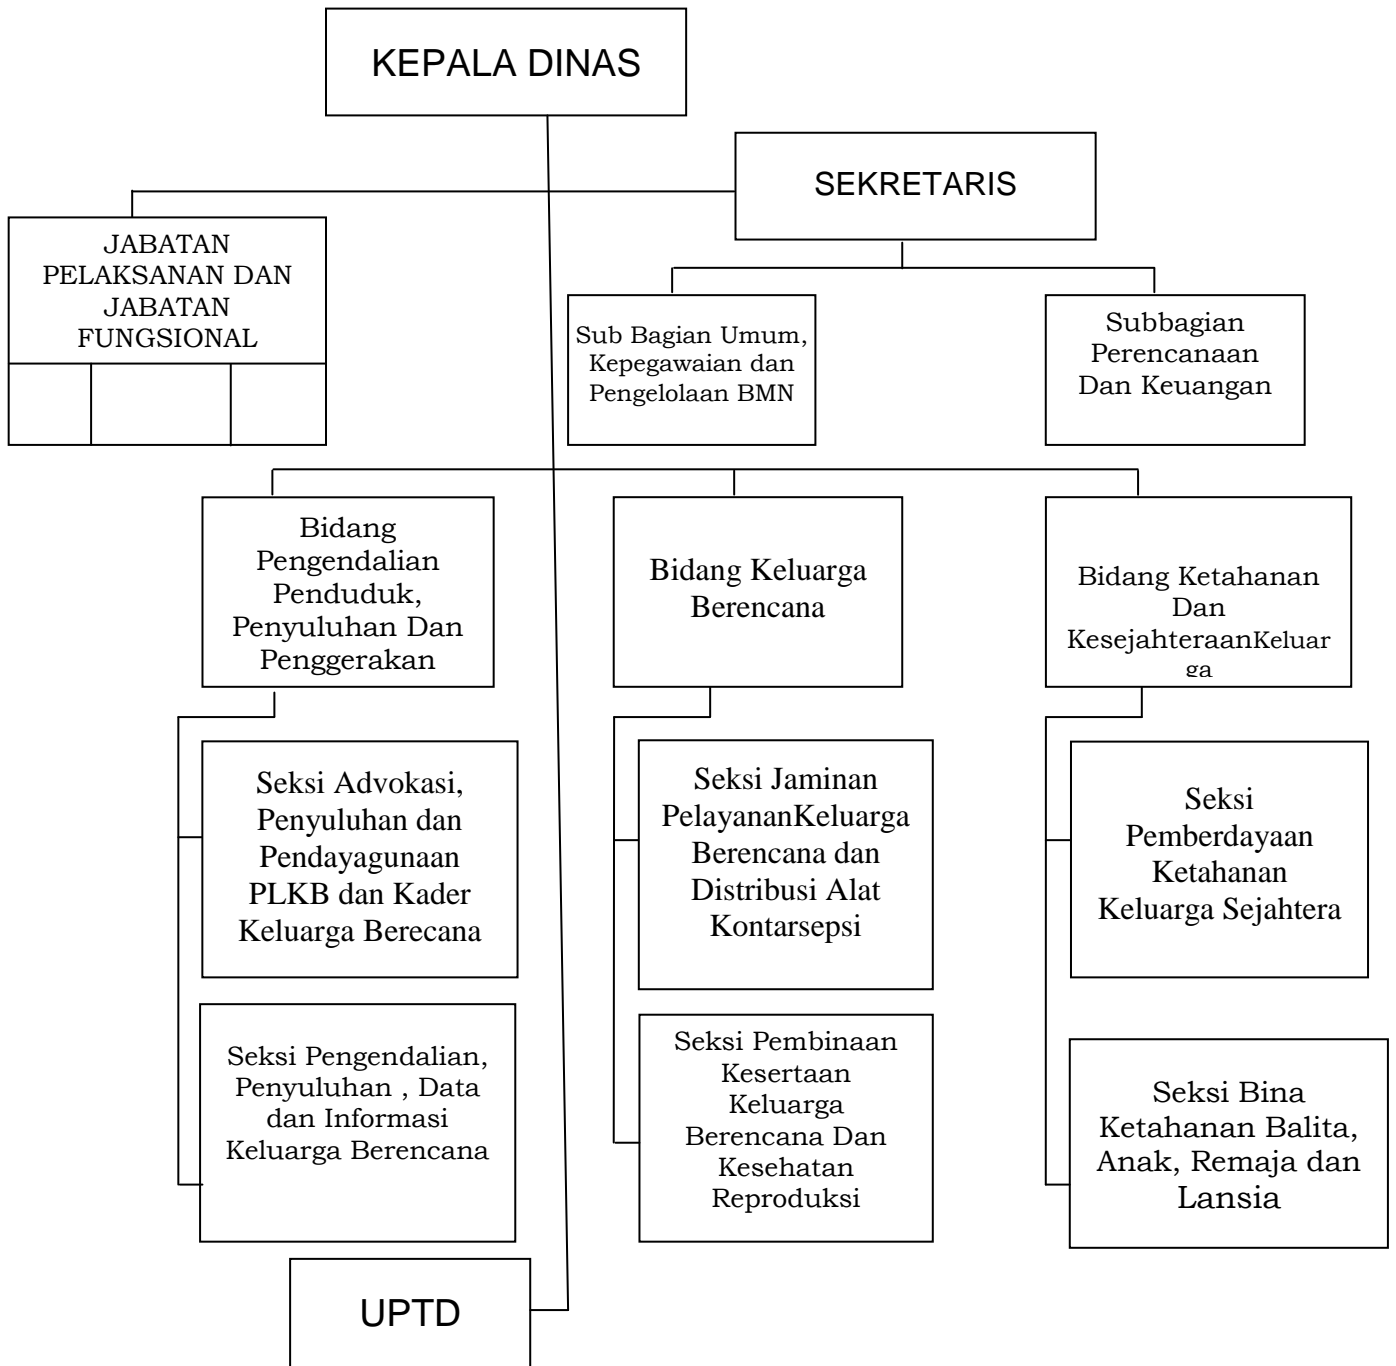 KEPALA DINAS
SEKRETARIS
JABATAN
PELAKSANAN DAN
JABATAN
FUNGSIONAL
Sub Bagian Umum,
Kepegawaian dan
Pengelolaan BMN
Subbagian
Perencanaan
Dan Keuangan
Bidang
Pengendalian
Penduduk,
Penyuluhan Dan
Penggerakan
Bidang Keluarga
Berencana
Bidang Ketahanan
Dan
KesejahteraanKeluar
ga
Seksi Advokasi,
Penyuluhan dan
Pendayagunaan
PLKB dan Kader
Keluarga Berecana
Seksi Jaminan
PelayananKeluarga
Berencana dan
Distribusi Alat
Kontarsepsi
Seksi
Pemberdayaan
Ketahanan
Keluarga Sejahtera
Seksi Pengendalian,
Penyuluhan , Data
dan Informasi
Keluarga Berencana
Seksi Pembinaan
Kesertaan
Keluarga
Berencana Dan
Kesehatan
Reproduksi
Seksi Bina
Ketahanan Balita,
Anak, Remaja dan
Lansia
UPTD